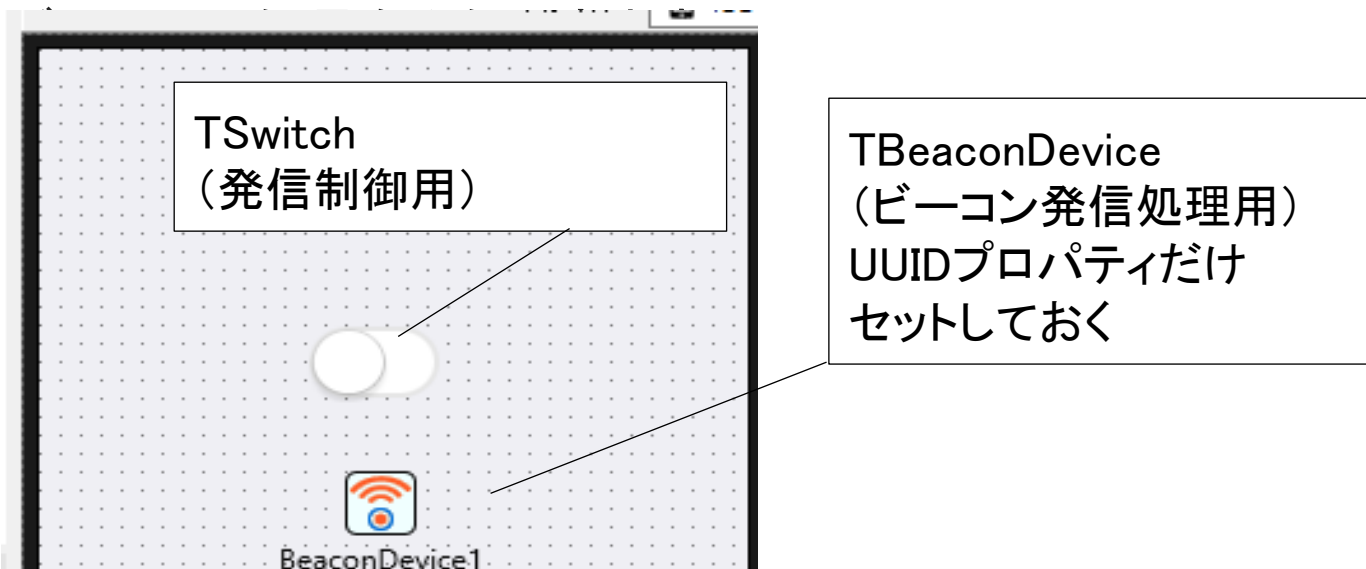 TSwitch
（発信制御用）
TBeaconDevice
（ビーコン発信処理用）
UUIDプロパティだけ
セットしておく
BeaconDevice1